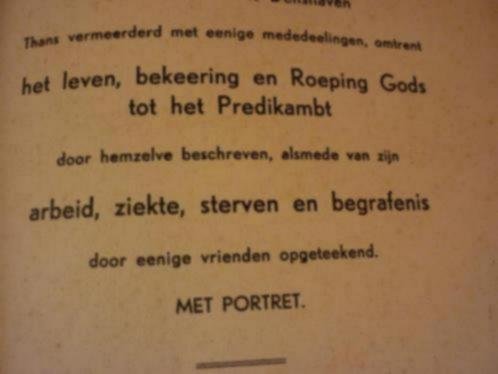 Thans vermeerderd met eenige mededeelingen, omtrent
het leven, bekeering en Roeping Gods
tot het Predikambt
door hemzelve beschreven, alsmede van zijn
arbeid, ziekte, sterven en begrafenis
door eenige vrienden opgeteekend.
MET PORTRET.